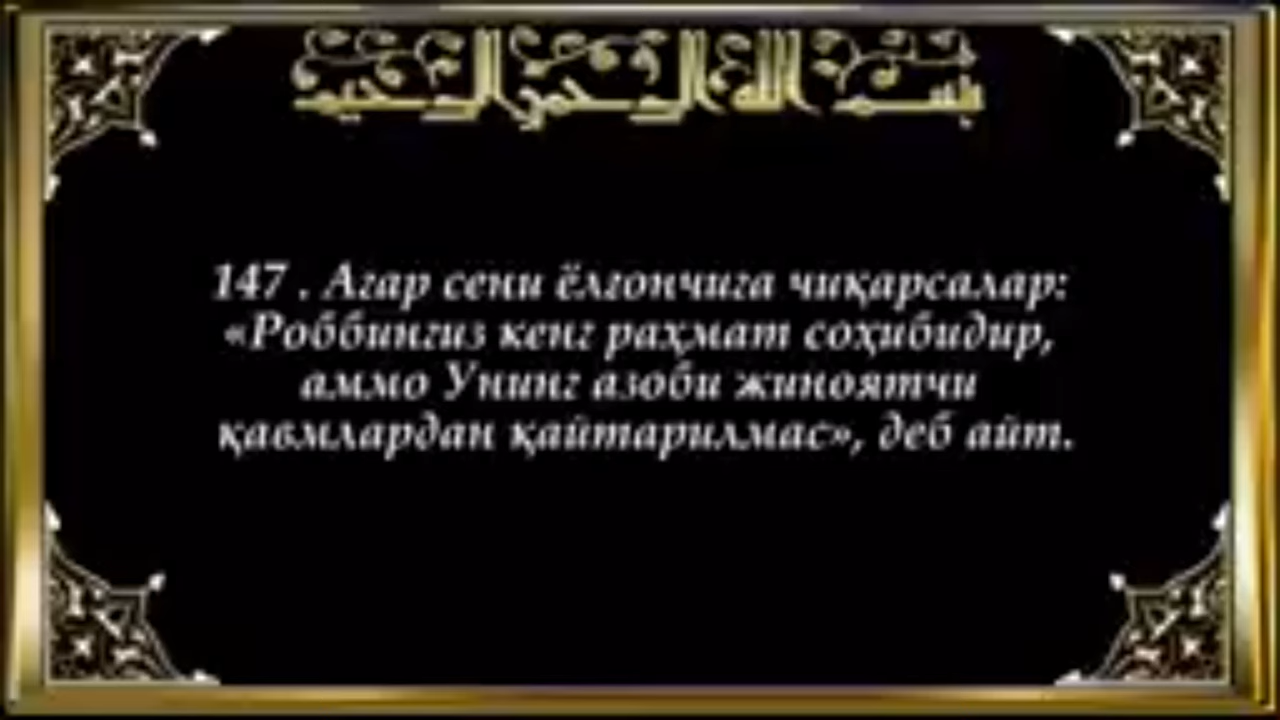 بسم الله الرحمن الرحيم
147 . Агар сени ёлғончига чиқарсалар:
«Роббингиз кенг раҳмат соҳибидир,
аммо Унинг азоби жиноятчи
қавмлардан қайтарилмас», деб айт.